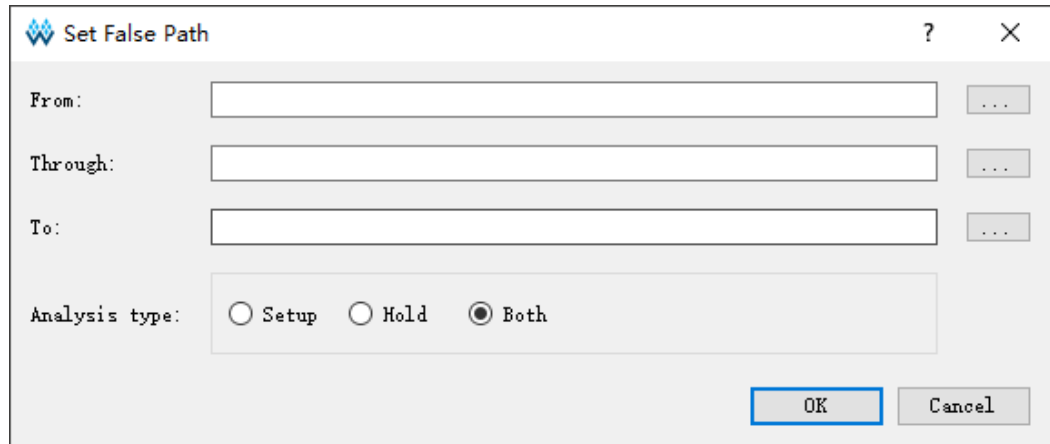 Set False Path ?
From: ...
Through: ...
To: ...
Analysis type: Setup Hold Both
OK Cancel